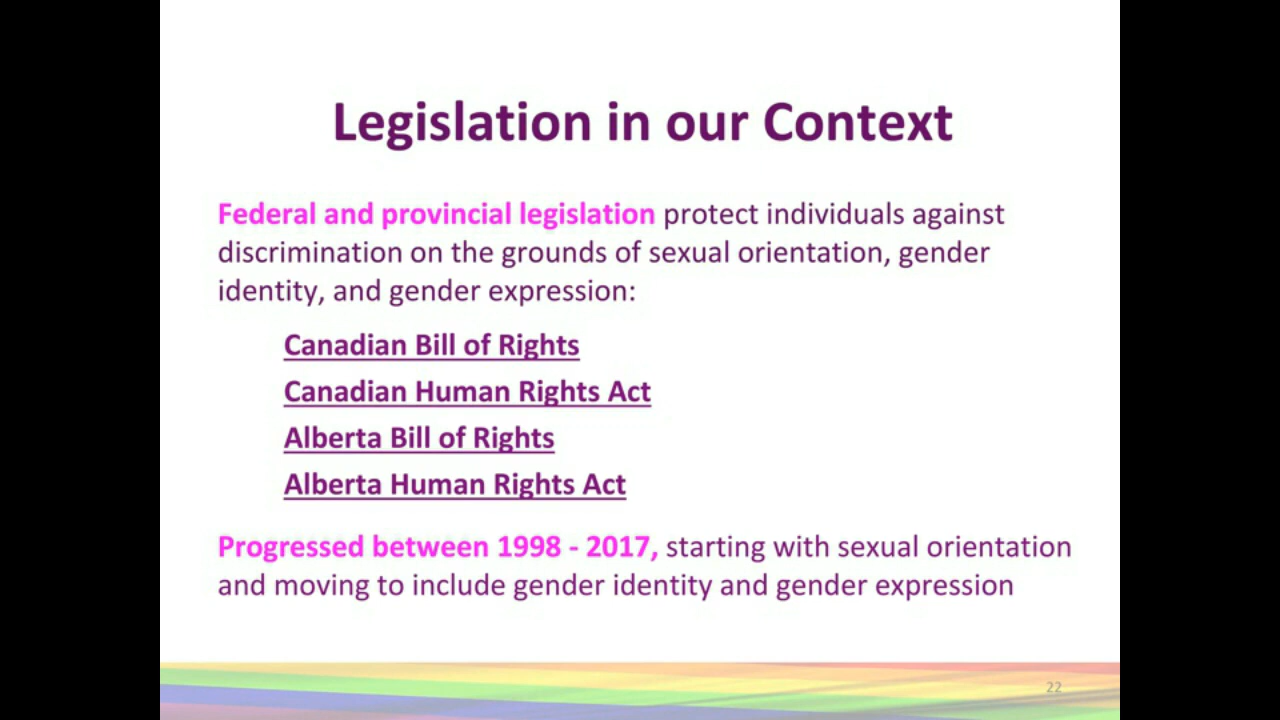 Legislation in our Context
Federal and provincial legislation protect individuals against
discrimination on the grounds of sexual orientation, gender
identity, and gender expression:
Canadian Bill of Rights
Canadian Human Rights Act
Alberta Bill of Rights
Alberta Human Rights Act
Progressed between 1998 - 2017, starting with sexual orientation
and moving to include gender identity and gender expression
22